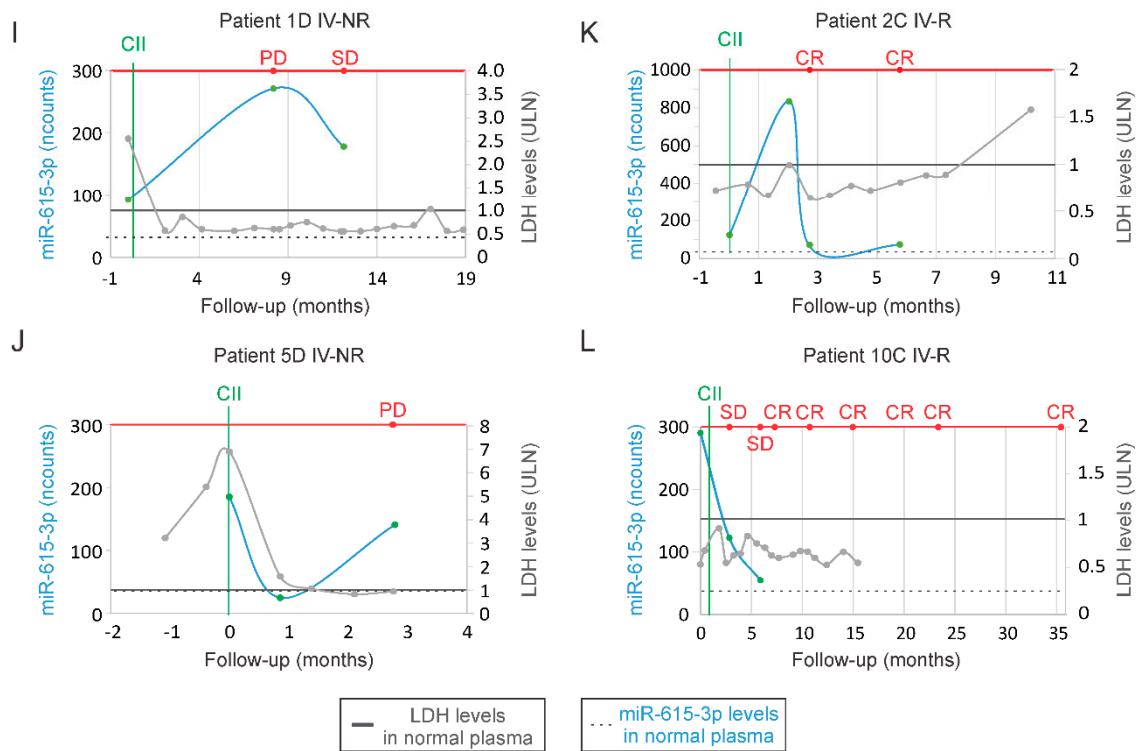 I
Patient 1D IV-NR
CII
PD
SD
miR-615-3p (ncounts)
300
200
100
0
4.0
3.5
3.0
2.5
2.0
1.5
1.0
0.5
0
LDH levels (ULN)
-1
4
9
14
19
Follow-up (months)
K
Patient 2C IV-R
CII
CR
CR
miR-615-3p (ncounts)
1000
800
600
400
200
0
2
1.5
1
0.5
0
LDH levels (ULN)
-1
1
3
5
7
9
11
Follow-up (months)
J
Patient 5D IV-NR
CII
PD
miR-615-3p (ncounts)
300
200
100
0
8
7
6
5
4
3
2
1
0
LDH levels (ULN)
-2
-1
0
1
2
3
4
Follow-up (months)
L
Patient 10C IV-R
CII
SD
SD
CR
CR
CR
CR
CR
CR
miR-615-3p (ncounts)
300
200
100
0
2
1.5
1
0.5
0
LDH levels (ULN)
0
5
10
15
20
25
30
35
Follow-up (months)
LDH levels
in normal plasma
miR-615-3p levels
in normal plasma